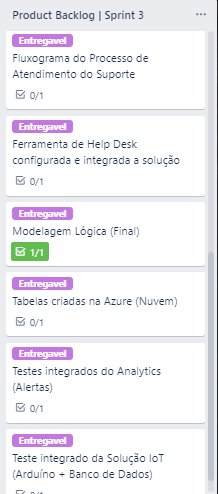 Product Backlog | Sprint 3
Entregavel
Fluxograma do Processo de
Atendimento do Suporte
0/1
Entregavel
Ferramenta de Help Desk
configurada e integrada a solução
0/1
Entregavel
Modelagem Lógica (Final)
1/1
Entregavel
Tabelas criadas na Azure (Nuvem)
0/1
Entregavel
Testes integrados do Analytics
(Alertas)
0/1
Entregavel
Teste integrado da Solução IoT
(Arduíno + Banco de Dados)